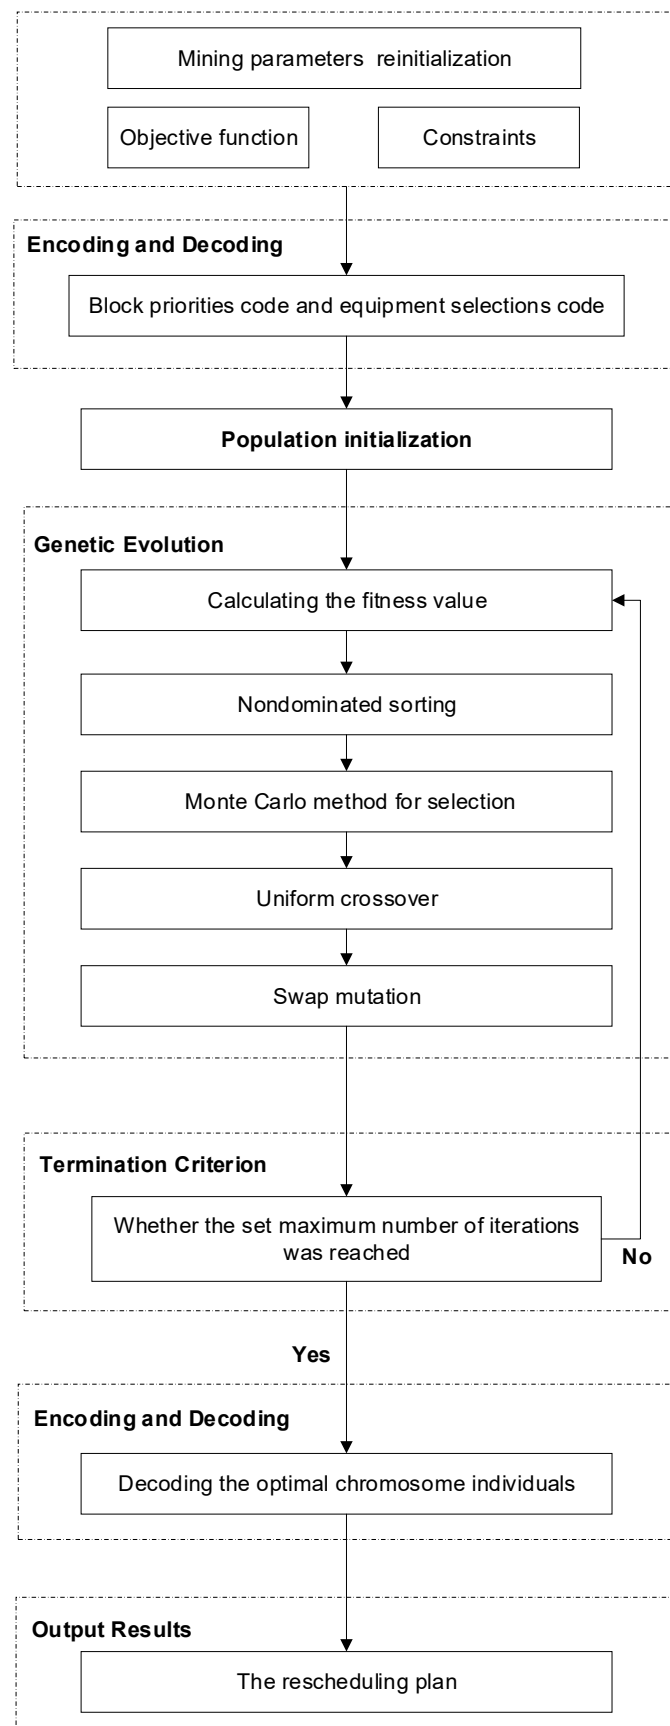 Mining parameters reinitialization
Objective function
Constraints
Encoding and Decoding
Block priorities code and equipment selections code
Population initialization
Genetic Evolution
Calculating the fitness value
Nondominated sorting
Monte Carlo method for selection
Uniform crossover
Swap mutation
Termination Criterion
Whether the set maximum number of iterations
was reached
No
Yes
Encoding and Decoding
Decoding the optimal chromosome individuals
Output Results
The rescheduling plan